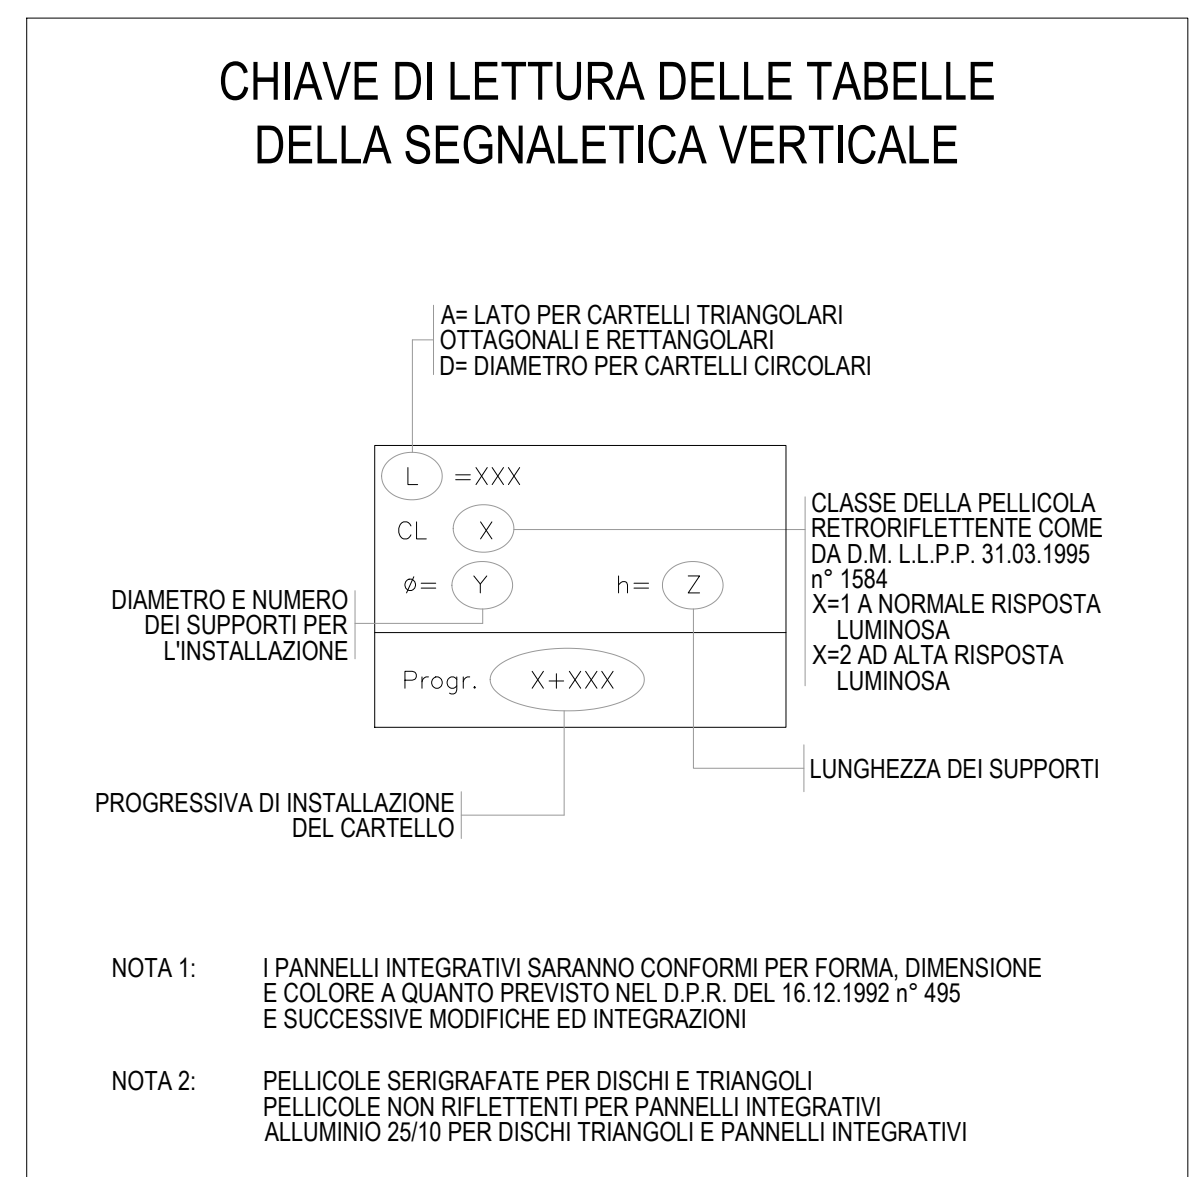 CHIAVE DI LETTURA DELLE TABELLE
DELLA SEGNALETICA VERTICALE
A= LATO PER CARTELLI TRIANGOLARI
OTTAGONALI E RETTANGOLARI
D= DIAMETRO PER CARTELLI CIRCOLARI
L =XXX
CL X
ø= Y h= Z
Progr. X+XXX
CLASSE DELLA PELLICOLA
RETRORIFLETTENTE COME
DA D.M. L.L.P.P. 31.03.1995
n° 1584
X=1 A NORMALE RISPOSTA
LUMINOSA
X=2 AD ALTA RISPOSTA
LUMINOSA
DIAMETRO E NUMERO
DEI SUPPORTI PER
L'INSTALLAZIONE
LUNGHEZZA DEI SUPPORTI
PROGRESSIVA DI INSTALLAZIONE
DEL CARTELLO
NOTA 1: I PANNELLI INTEGRATIVI SARANNO CONFORMI PER FORMA, DIMENSIONE
E COLORE A QUANTO PREVISTO NEL D.P.R. DEL 16.12.1992 n° 495
E SUCCESSIVE MODIFICHE ED INTEGRAZIONI
NOTA 2: PELLICOLE SERIGRAFATE PER DISCHI E TRIANGOLI
PELLICOLE NON RIFLETTENTI PER PANNELLI INTEGRATIVI
ALLUMINIO 25/10 PER DISCHI TRIANGOLI E PANNELLI INTEGRATIVI